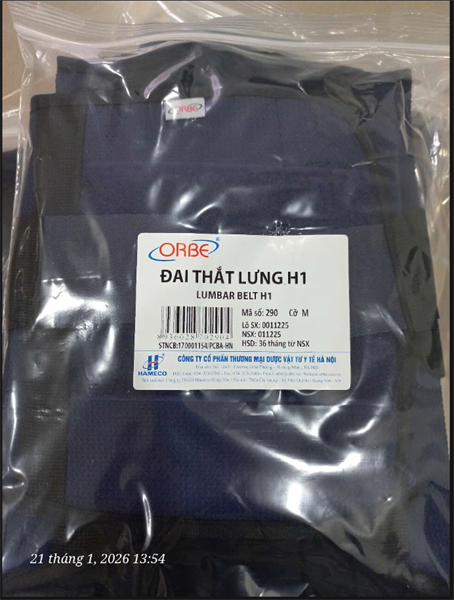 ORBE
ORBE®
ĐAI THẮT LƯNG H1
LUMBAR BELT H1
Mã số: 290 Cỡ M
Lô SX: 0011225
NSX: 011225
HSD: 36 tháng từ NSX
8936028702904
STNCB:170001154/PCBA-HN
HAMECO
CÔNG TY CỔ PHẦN THƯƠNG MẠI DƯỢC VẬT TƯ Y TẾ HÀ NỘI
21 tháng 1, 2026 13:54